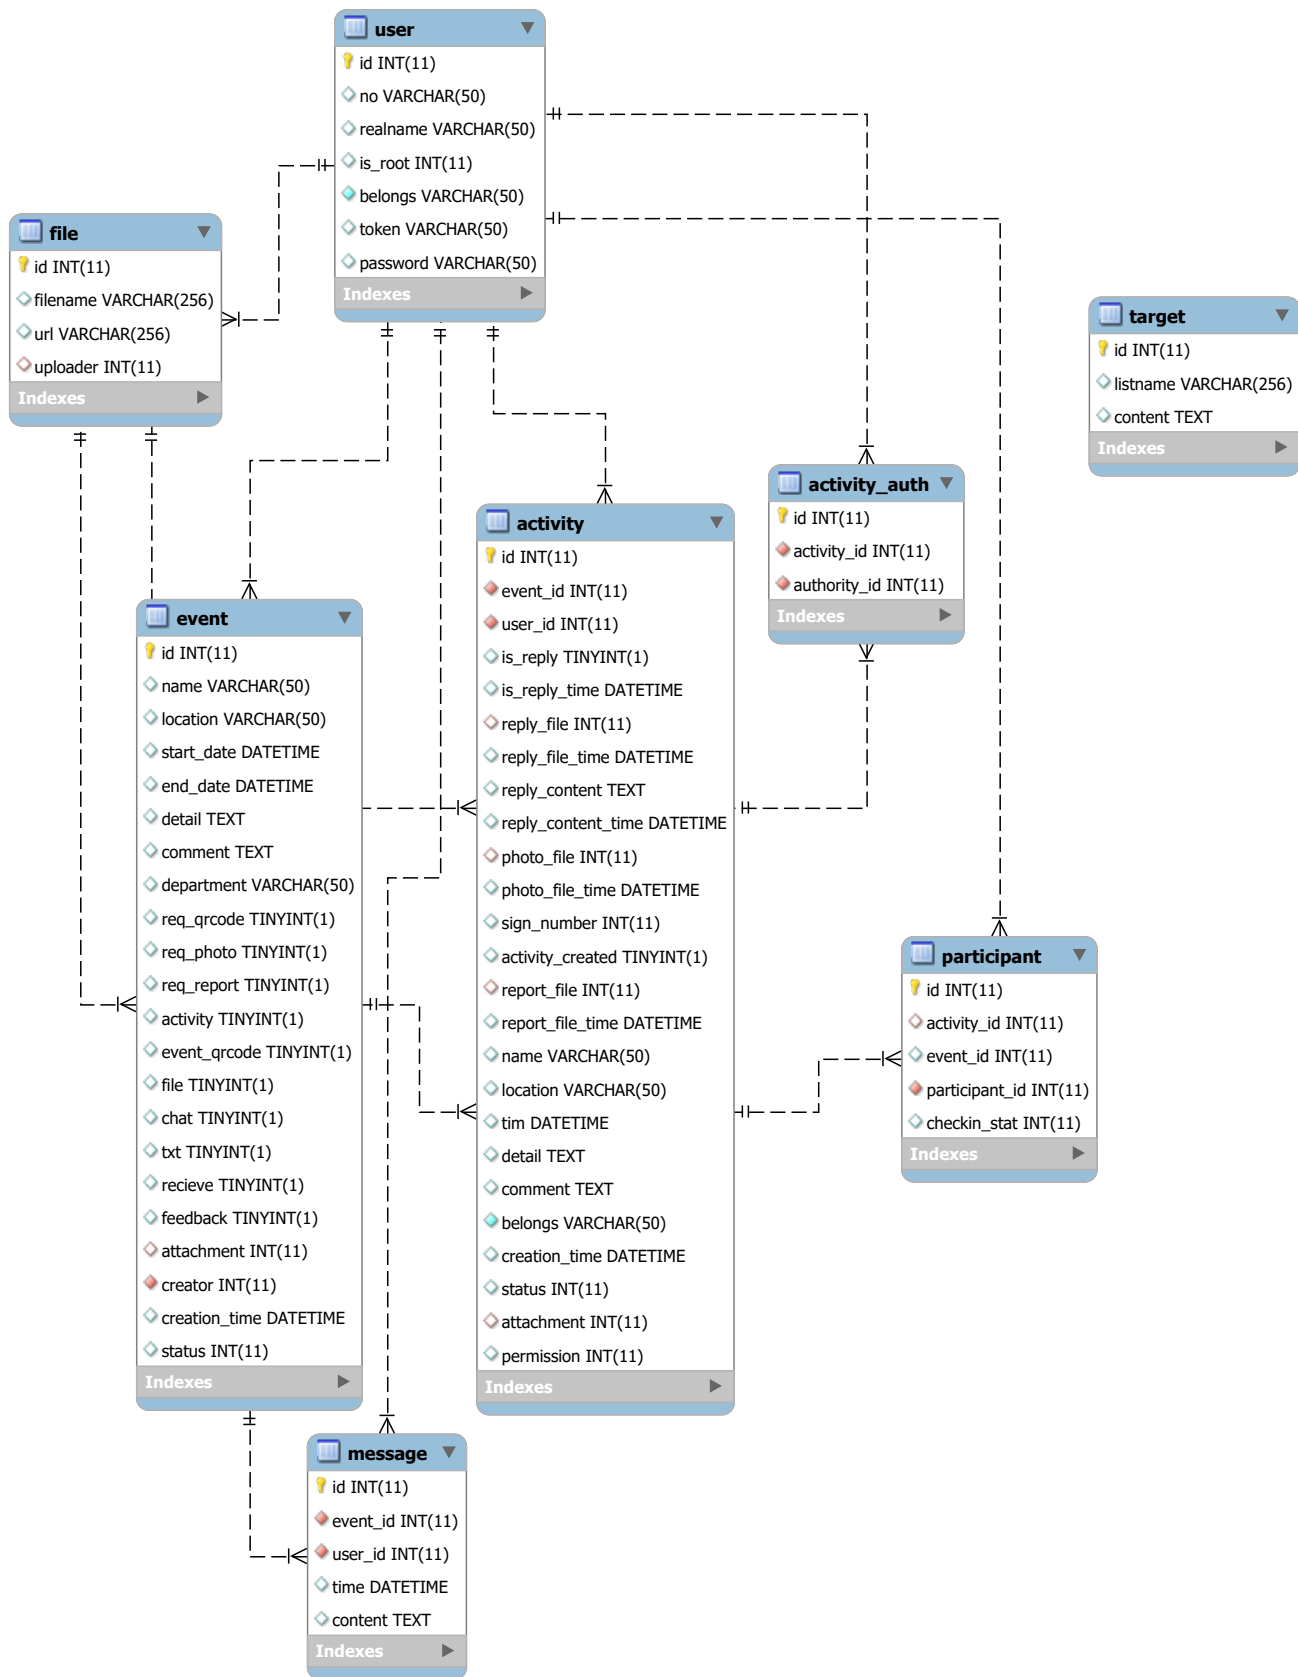 user
id INT(11)
no VARCHAR(50)
realname VARCHAR(50)
is_root INT(11)
belongs VARCHAR(50)
token VARCHAR(50)
password VARCHAR(50)
Indexes
file
id INT(11)
filename VARCHAR(256)
url VARCHAR(256)
uploader INT(11)
Indexes
target
id INT(11)
listname VARCHAR(256)
content TEXT
Indexes
activity_auth
id INT(11)
activity_id INT(11)
authority_id INT(11)
Indexes
activity
id INT(11)
event_id INT(11)
user_id INT(11)
is_reply TINYINT(1)
is_reply_time DATETIME
reply_file INT(11)
reply_file_time DATETIME
reply_content TEXT
reply_content_time DATETIME
photo_file INT(11)
photo_file_time DATETIME
sign_number INT(11)
activity_created TINYINT(1)
report_file INT(11)
report_file_time DATETIME
name VARCHAR(50)
location VARCHAR(50)
tim DATETIME
detail TEXT
comment TEXT
belongs VARCHAR(50)
creation_time DATETIME
status INT(11)
attachment INT(11)
permission INT(11)
Indexes
event
id INT(11)
name VARCHAR(50)
location VARCHAR(50)
start_date DATETIME
end_date DATETIME
detail TEXT
comment TEXT
department VARCHAR(50)
req_qrcode TINYINT(1)
req_photo TINYINT(1)
req_report TINYINT(1)
activity TINYINT(1)
event_qrcode TINYINT(1)
file TINYINT(1)
chat TINYINT(1)
txt TINYINT(1)
recieve TINYINT(1)
feedback TINYINT(1)
attachment INT(11)
creator INT(11)
creation_time DATETIME
status INT(11)
Indexes
participant
id INT(11)
activity_id INT(11)
event_id INT(11)
participant_id INT(11)
checkin_stat INT(11)
Indexes
message
id INT(11)
event_id INT(11)
user_id INT(11)
time DATETIME
content TEXT
Indexes